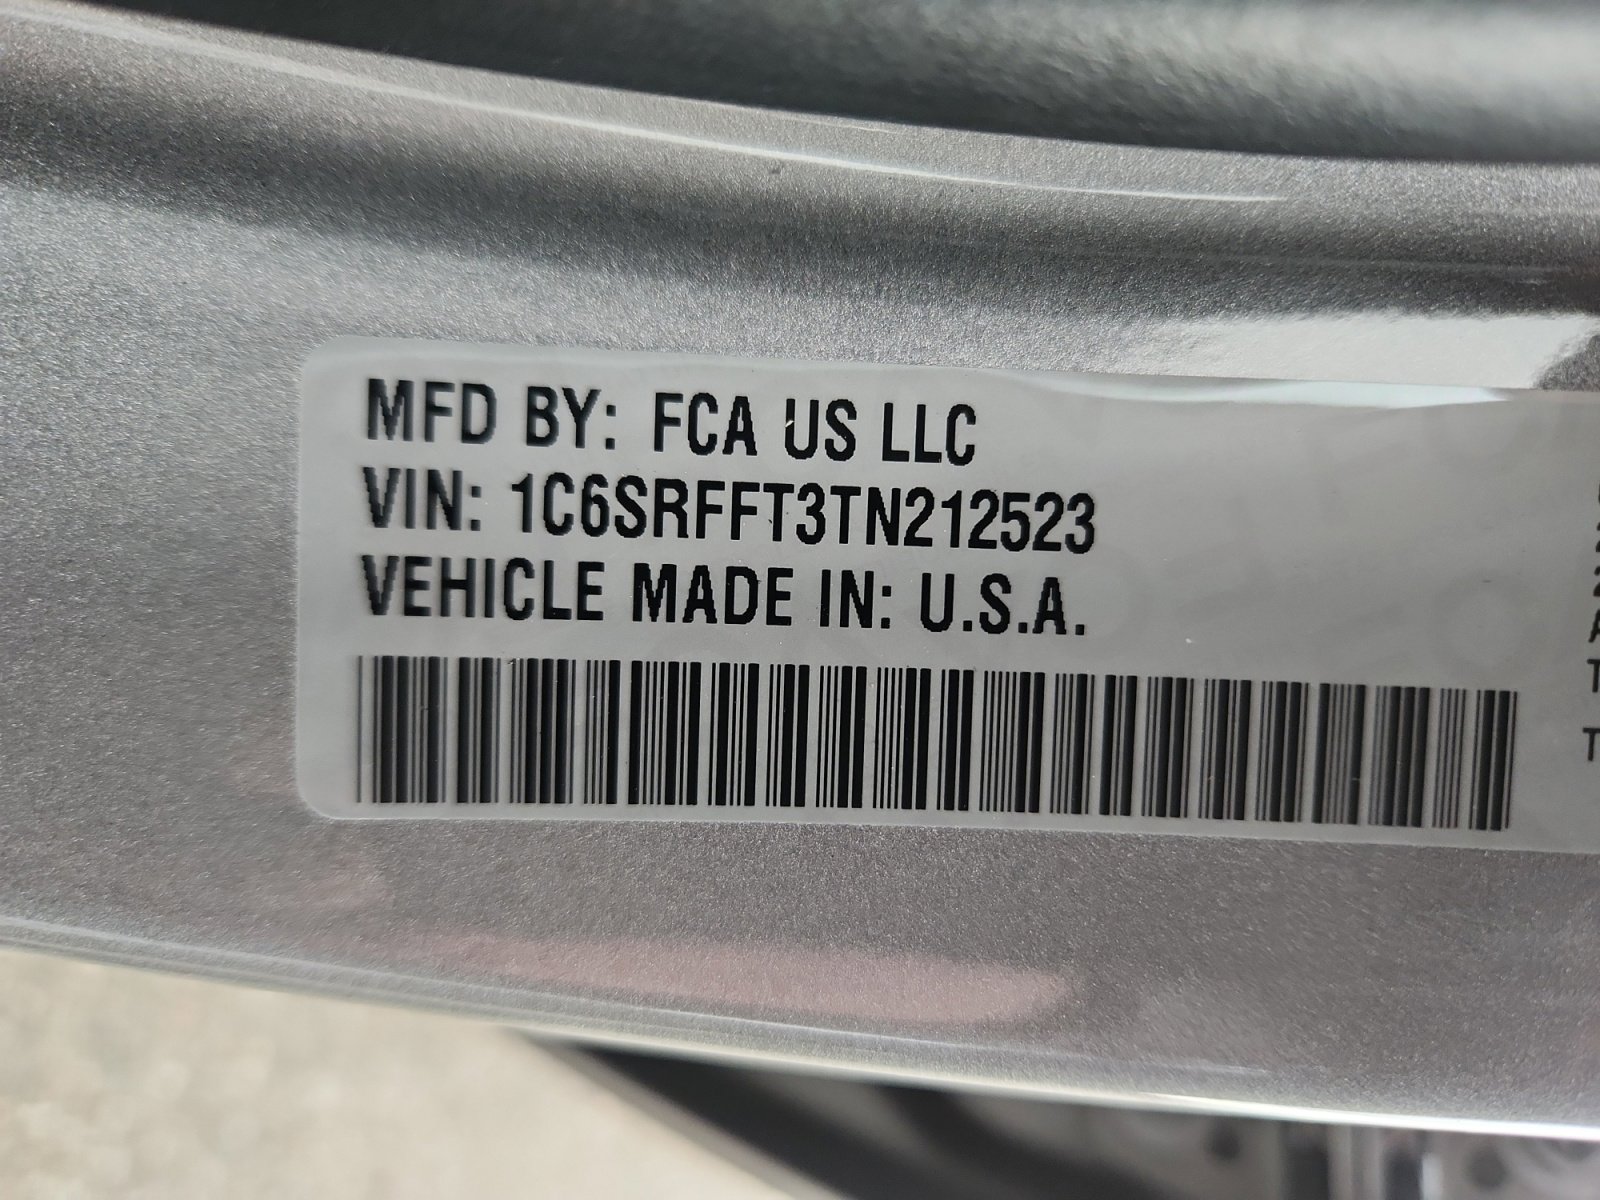 MFD BY: FCA US LLC
VIN: 1C6SRFFT3TN212523
VEHICLE MADE IN: U.S.A.